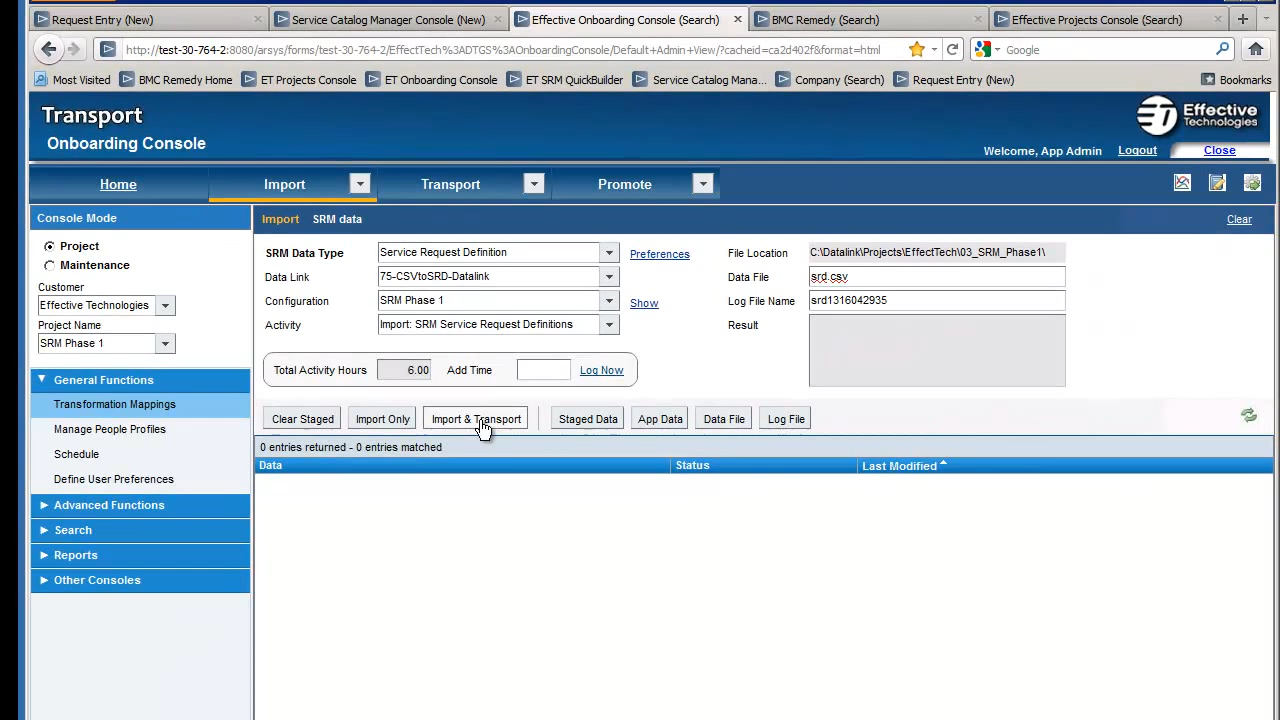 Request Entry (New)
Service Catalog Manager Console (New)
Effective Onboarding Console (Search)
BMC Remedy (Search)
Effective Projects Console (Search)
http://test-30-764-2:8080/arsys/forms/test-30-764-2/EffectTech%3ADTGS%3AOnboardingConsole/Default+Admin+View/?cacheid=ca2d402f&format=html
Google
Most Visited
BMC Remedy Home
ET Projects Console
ET Onboarding Console
ET SRM QuickBuilder
Service Catalog Mana...
Company (Search)
Request Entry (New)
Bookmarks
Transport
Onboarding Console
Effective
Technologies
Welcome, App Admin
Logout
Close
Home
Import
Transport
Promote
Console Mode
Project
Maintenance
Customer
Effective Technologies
Project Name
SRM Phase 1
General Functions
Transformation Mappings
Manage People Profiles
Schedule
Define User Preferences
Advanced Functions
Search
Reports
Other Consoles
Import SRM data
Clear
SRM Data Type
Service Request Definition
Preferences
File Location
C:\Datalink\Projects\EffectTech\03_SRM_Phase1\
Data Link
75-CSVtoSRD-Datalink
Data File
srd.csv
Configuration
SRM Phase 1
Show
Log File Name
srd1316042935
Activity
Import: SRM Service Request Definitions
Result
Total Activity Hours
6.00
Add Time
Log Now
Clear Staged
Import Only
Import & Transport
Staged Data
App Data
Data File
Log File
0 entries returned - 0 entries matched
Data
Status
Last Modified